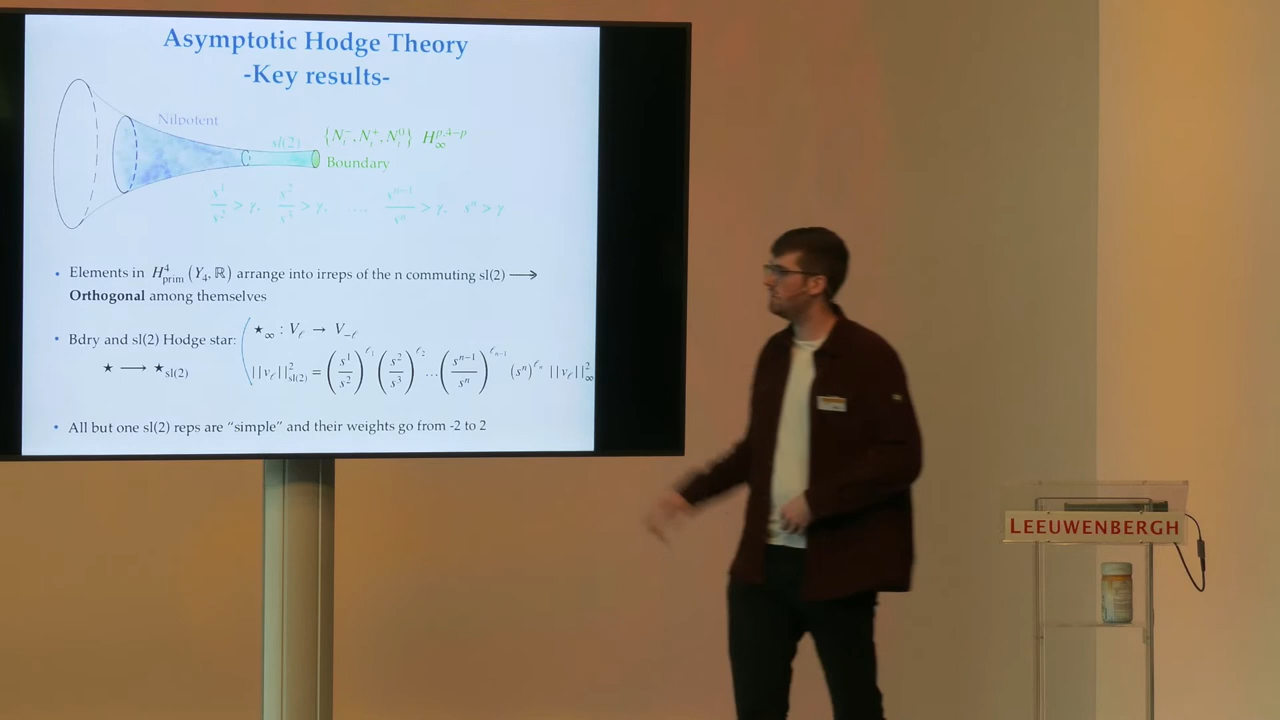 Asymptotic Hodge Theory
-Key results-
Nilpotent
sl(2)
{N_i^-, N_i^+, N_i^0} H_∞^{p,4-p}
Boundary
s^1/s^2 > γ, s^2/s^3 > γ, .... s^{n-1}/s^n > γ, s^n > γ
• Elements in H^4_prim (Y_4, ℝ) arrange into irreps of the n commuting sl(2) ⟶
Orthogonal among themselves
• Bdry and sl(2) Hodge star:
⋆_∞ : V_ℓ → V_{-ℓ}
⋆ ⟶ ⋆_sl(2)
||v_ℓ||^2_sl(2) = (s^1/s^2)^{ℓ_1} (s^2/s^3)^{ℓ_2} … (s^{n-1}/s^n)^{ℓ_{n-1}} (s^n)^{ℓ_n} ||v_ℓ||^2_∞
• All but one sl(2) reps are “simple” and their weights go from -2 to 2
LEEUWENBERGH